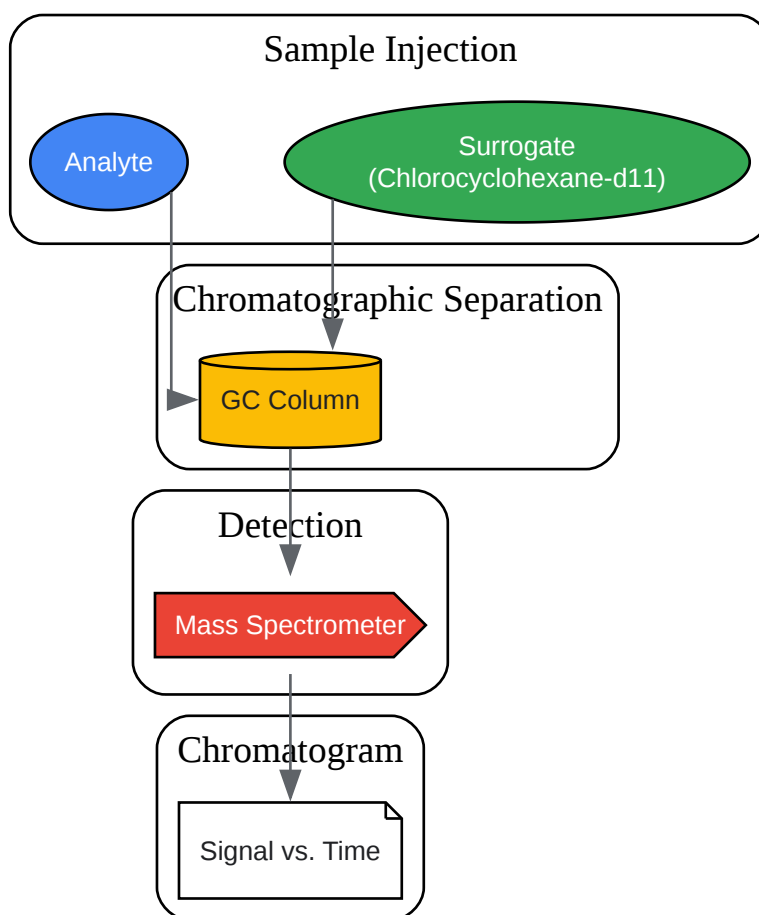 Sample Injection
Analyte
Surrogate
(Chlorocyclohexane-d11)
Chromatographic Separation
GC Column
Detection
Mass Spectrometer
Chromatogram
Signal vs. Time